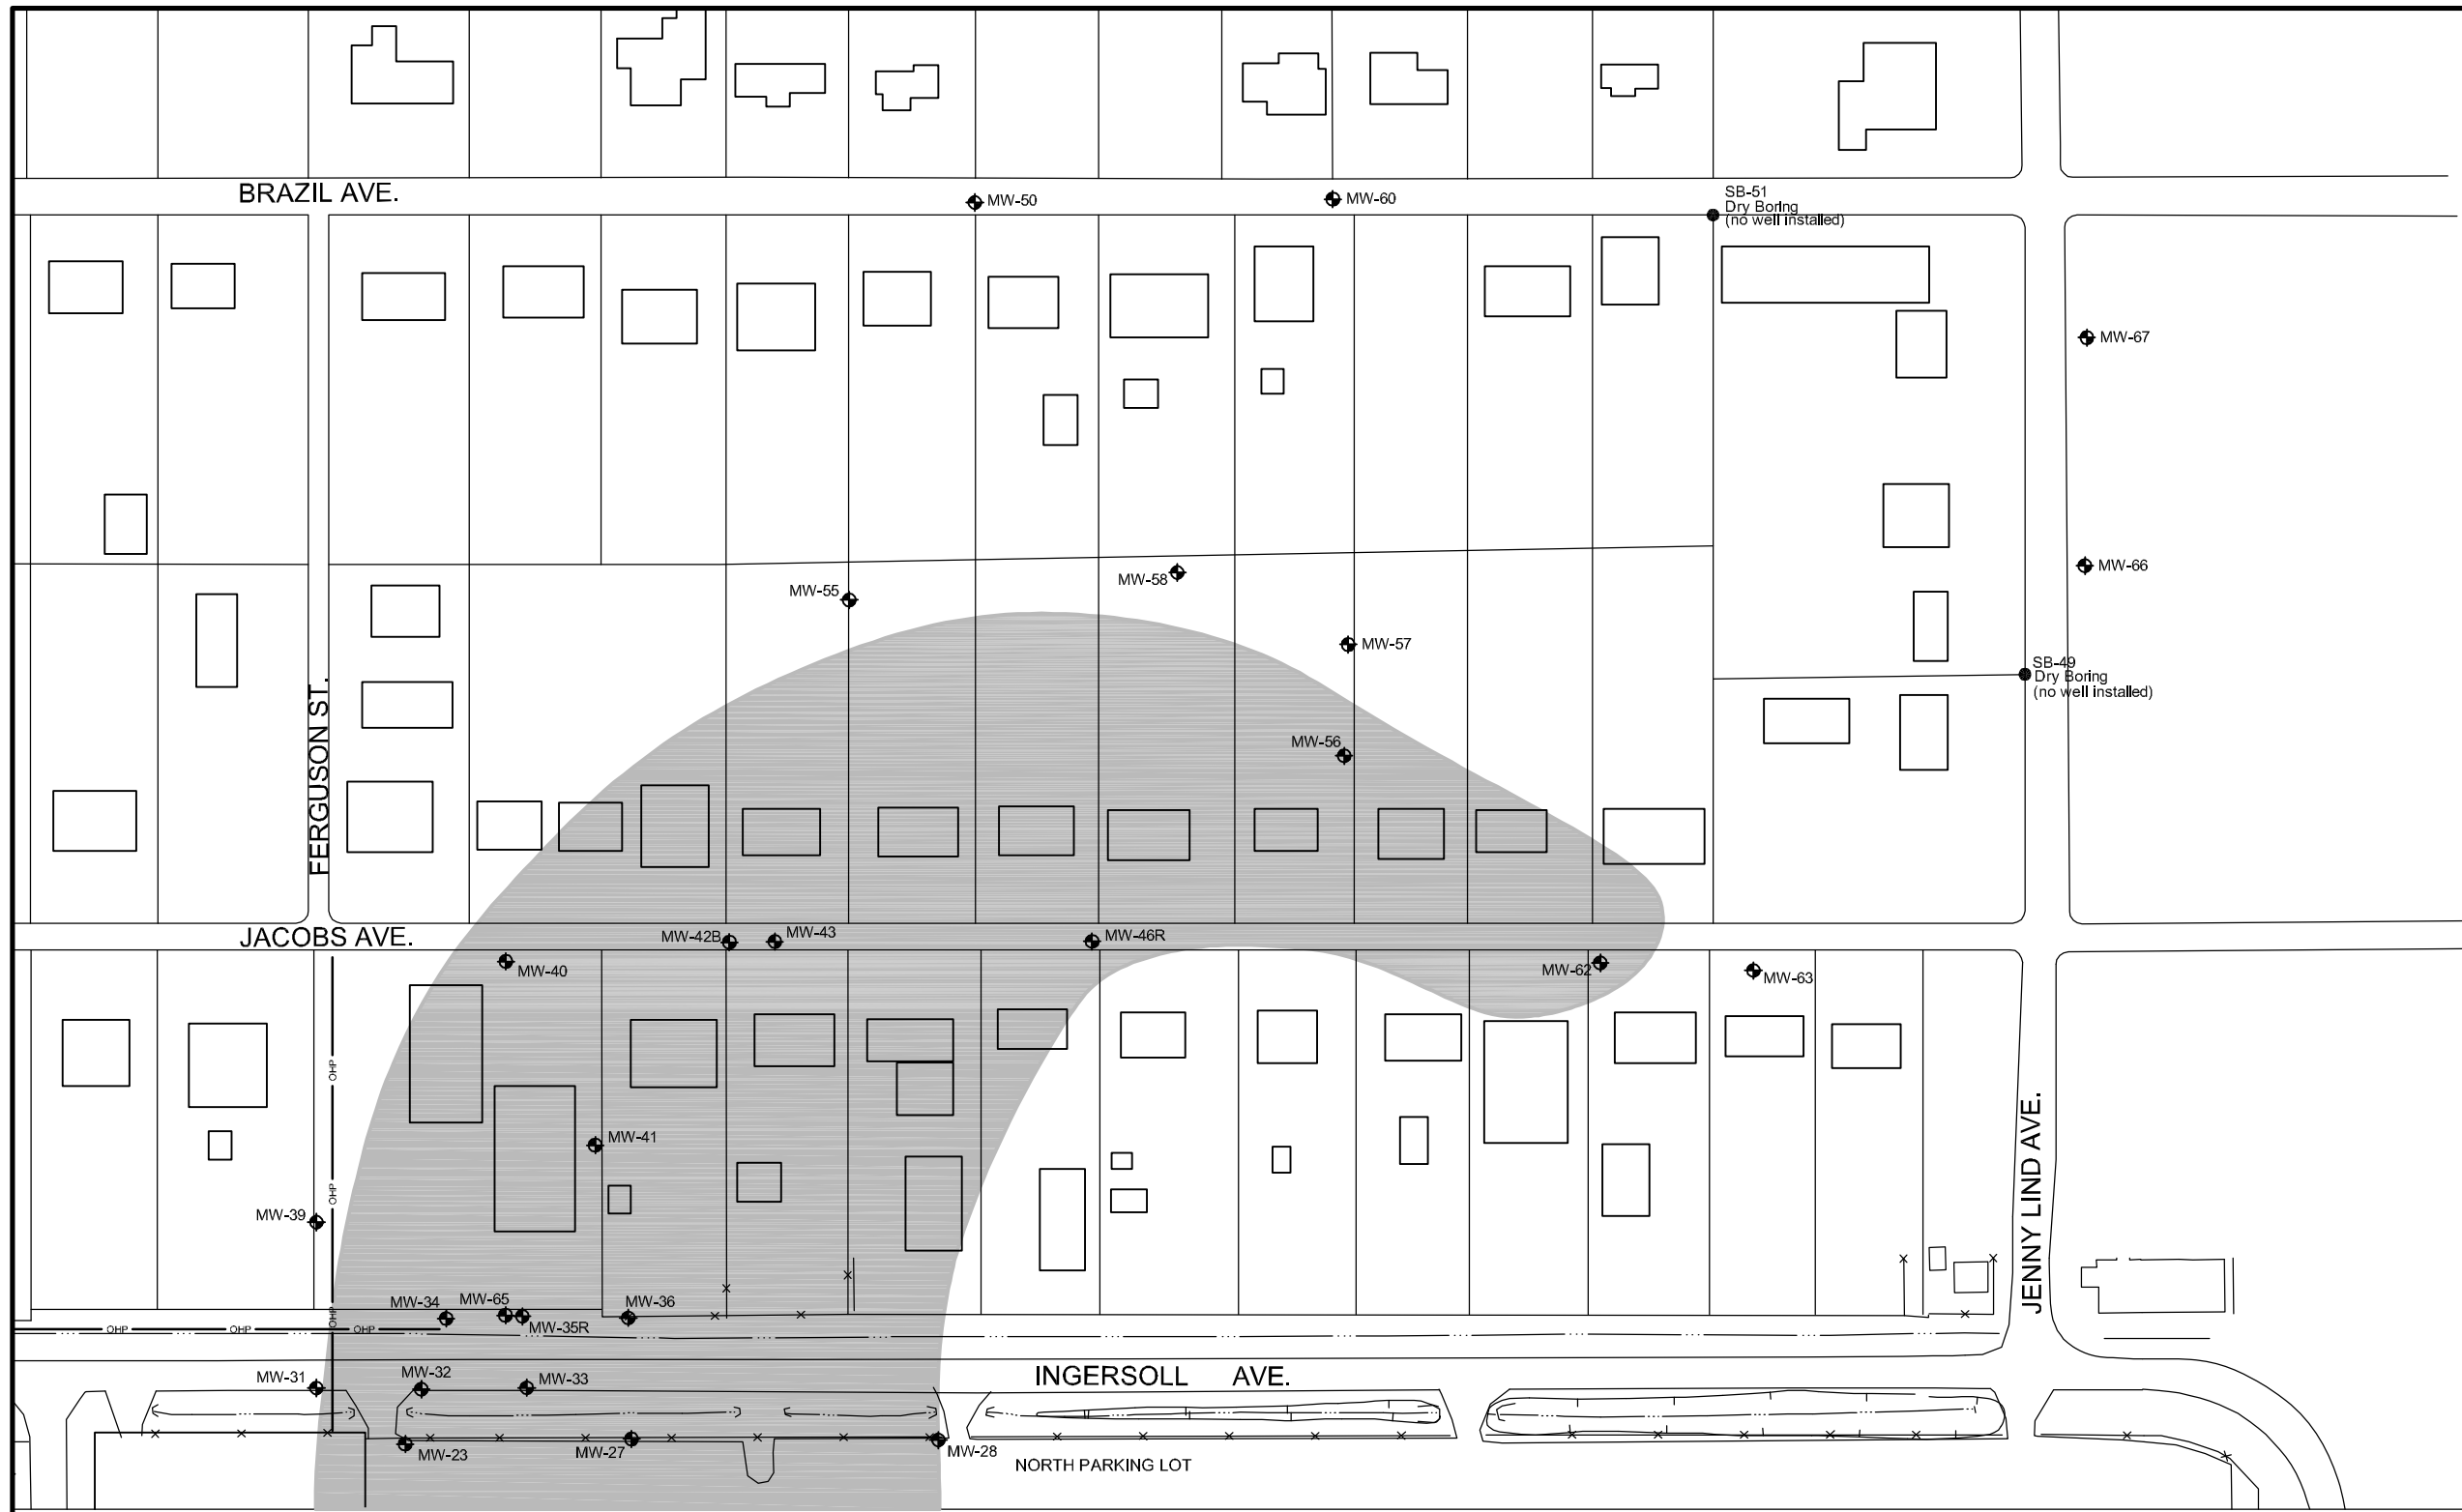 BRAZIL AVE.
MW-50
MW-60
SB-51
Dry Boring
(no well installed)
MW-67
MW-66
MW-58
MW-55
MW-57
SB-49
Dry Boring
(no well installed)
FERGUSON ST.
MW-56
JACOBS AVE.
MW-42B
MW-43
MW-46R
MW-40
MW-62
MW-63
OHP
MW-41
OHP
JENNY LIND AVE.
MW-39
MW-34
MW-65
MW-36
OHP
MW-35R
OHP
OHP
OHP
MW-31
MW-32
MW-33
INGERSOLL AVE.
MW-23
MW-27
MW-28
NORTH PARKING LOT